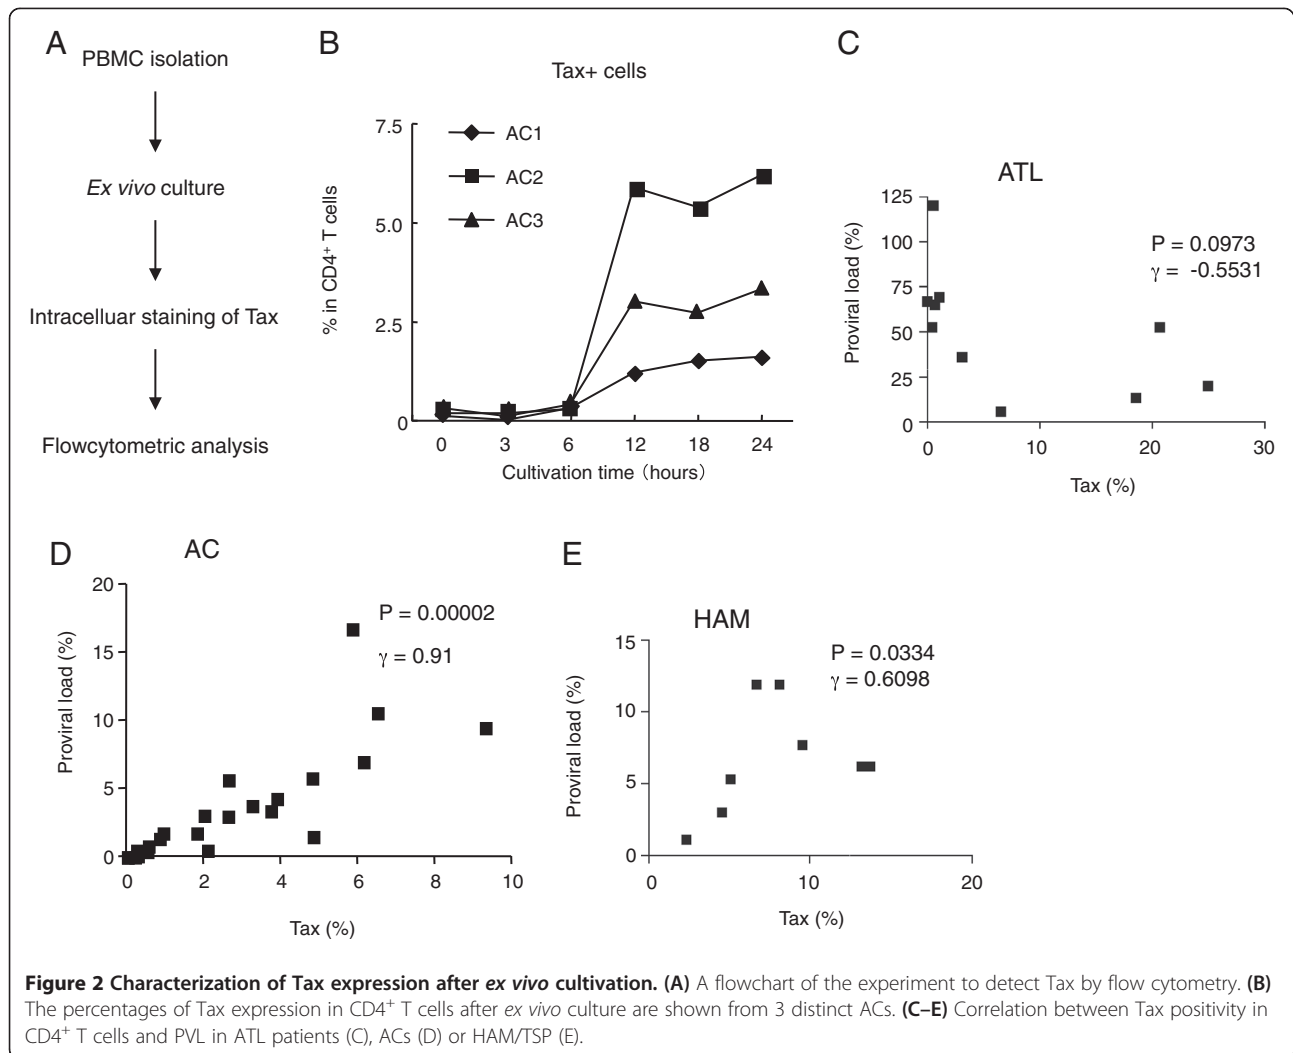 A
PBMC isolation
Ex vivo culture
Intracelluar staining of Tax
Flowcytometric analysis
B
Tax+ cells
AC1
AC2
AC3
% in CD4+ T cells
7.5
5.0
2.5
0
0 3 6 12 18 24
Cultivation time (hours)
C
ATL
P = 0.0973
γ = -0.5531
Proviral load (%)
125
100
75
50
25
0
0 10 20 30
Tax (%)
D
AC
P = 0.00002
γ = 0.91
Proviral load (%)
20
15
10
5
0
0 2 4 6 8 10
Tax (%)
E
HAM
P = 0.0334
γ = 0.6098
Proviral load (%)
15
10
5
0
0 10 20
Tax (%)
Figure 2 Characterization of Tax expression after ex vivo cultivation. (A) A flowchart of the experiment to detect Tax by flow cytometry. (B)
The percentages of Tax expression in CD4+ T cells after ex vivo culture are shown from 3 distinct ACs. (C–E) Correlation between Tax positivity in
CD4+ T cells and PVL in ATL patients (C), ACs (D) or HAM/TSP (E).